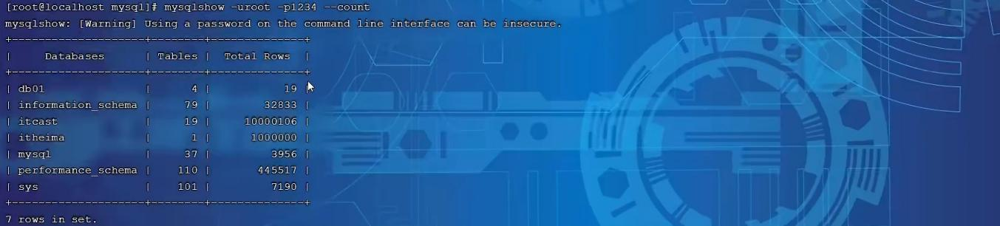 [root@localhost mysql]# mysqlshow -uroot -p1234 --count
mysqlshow: [Warning] Using a password on the command line interface can be insecure.
+--------------------+--------+--------------+
|     Databases      | Tables |  Total Rows  |
+--------------------+--------+--------------+
| db01               |      4 |           19 |
| information_schema |     79 |        32833 |
| itcast             |     19 |     10000106 |
| itheima            |      1 |      1000000 |
| mysql              |     37 |         3956 |
| performance_schema |    110 |       445517 |
| sys                |    101 |         7190 |
+--------------------+--------+--------------+
7 rows in set.